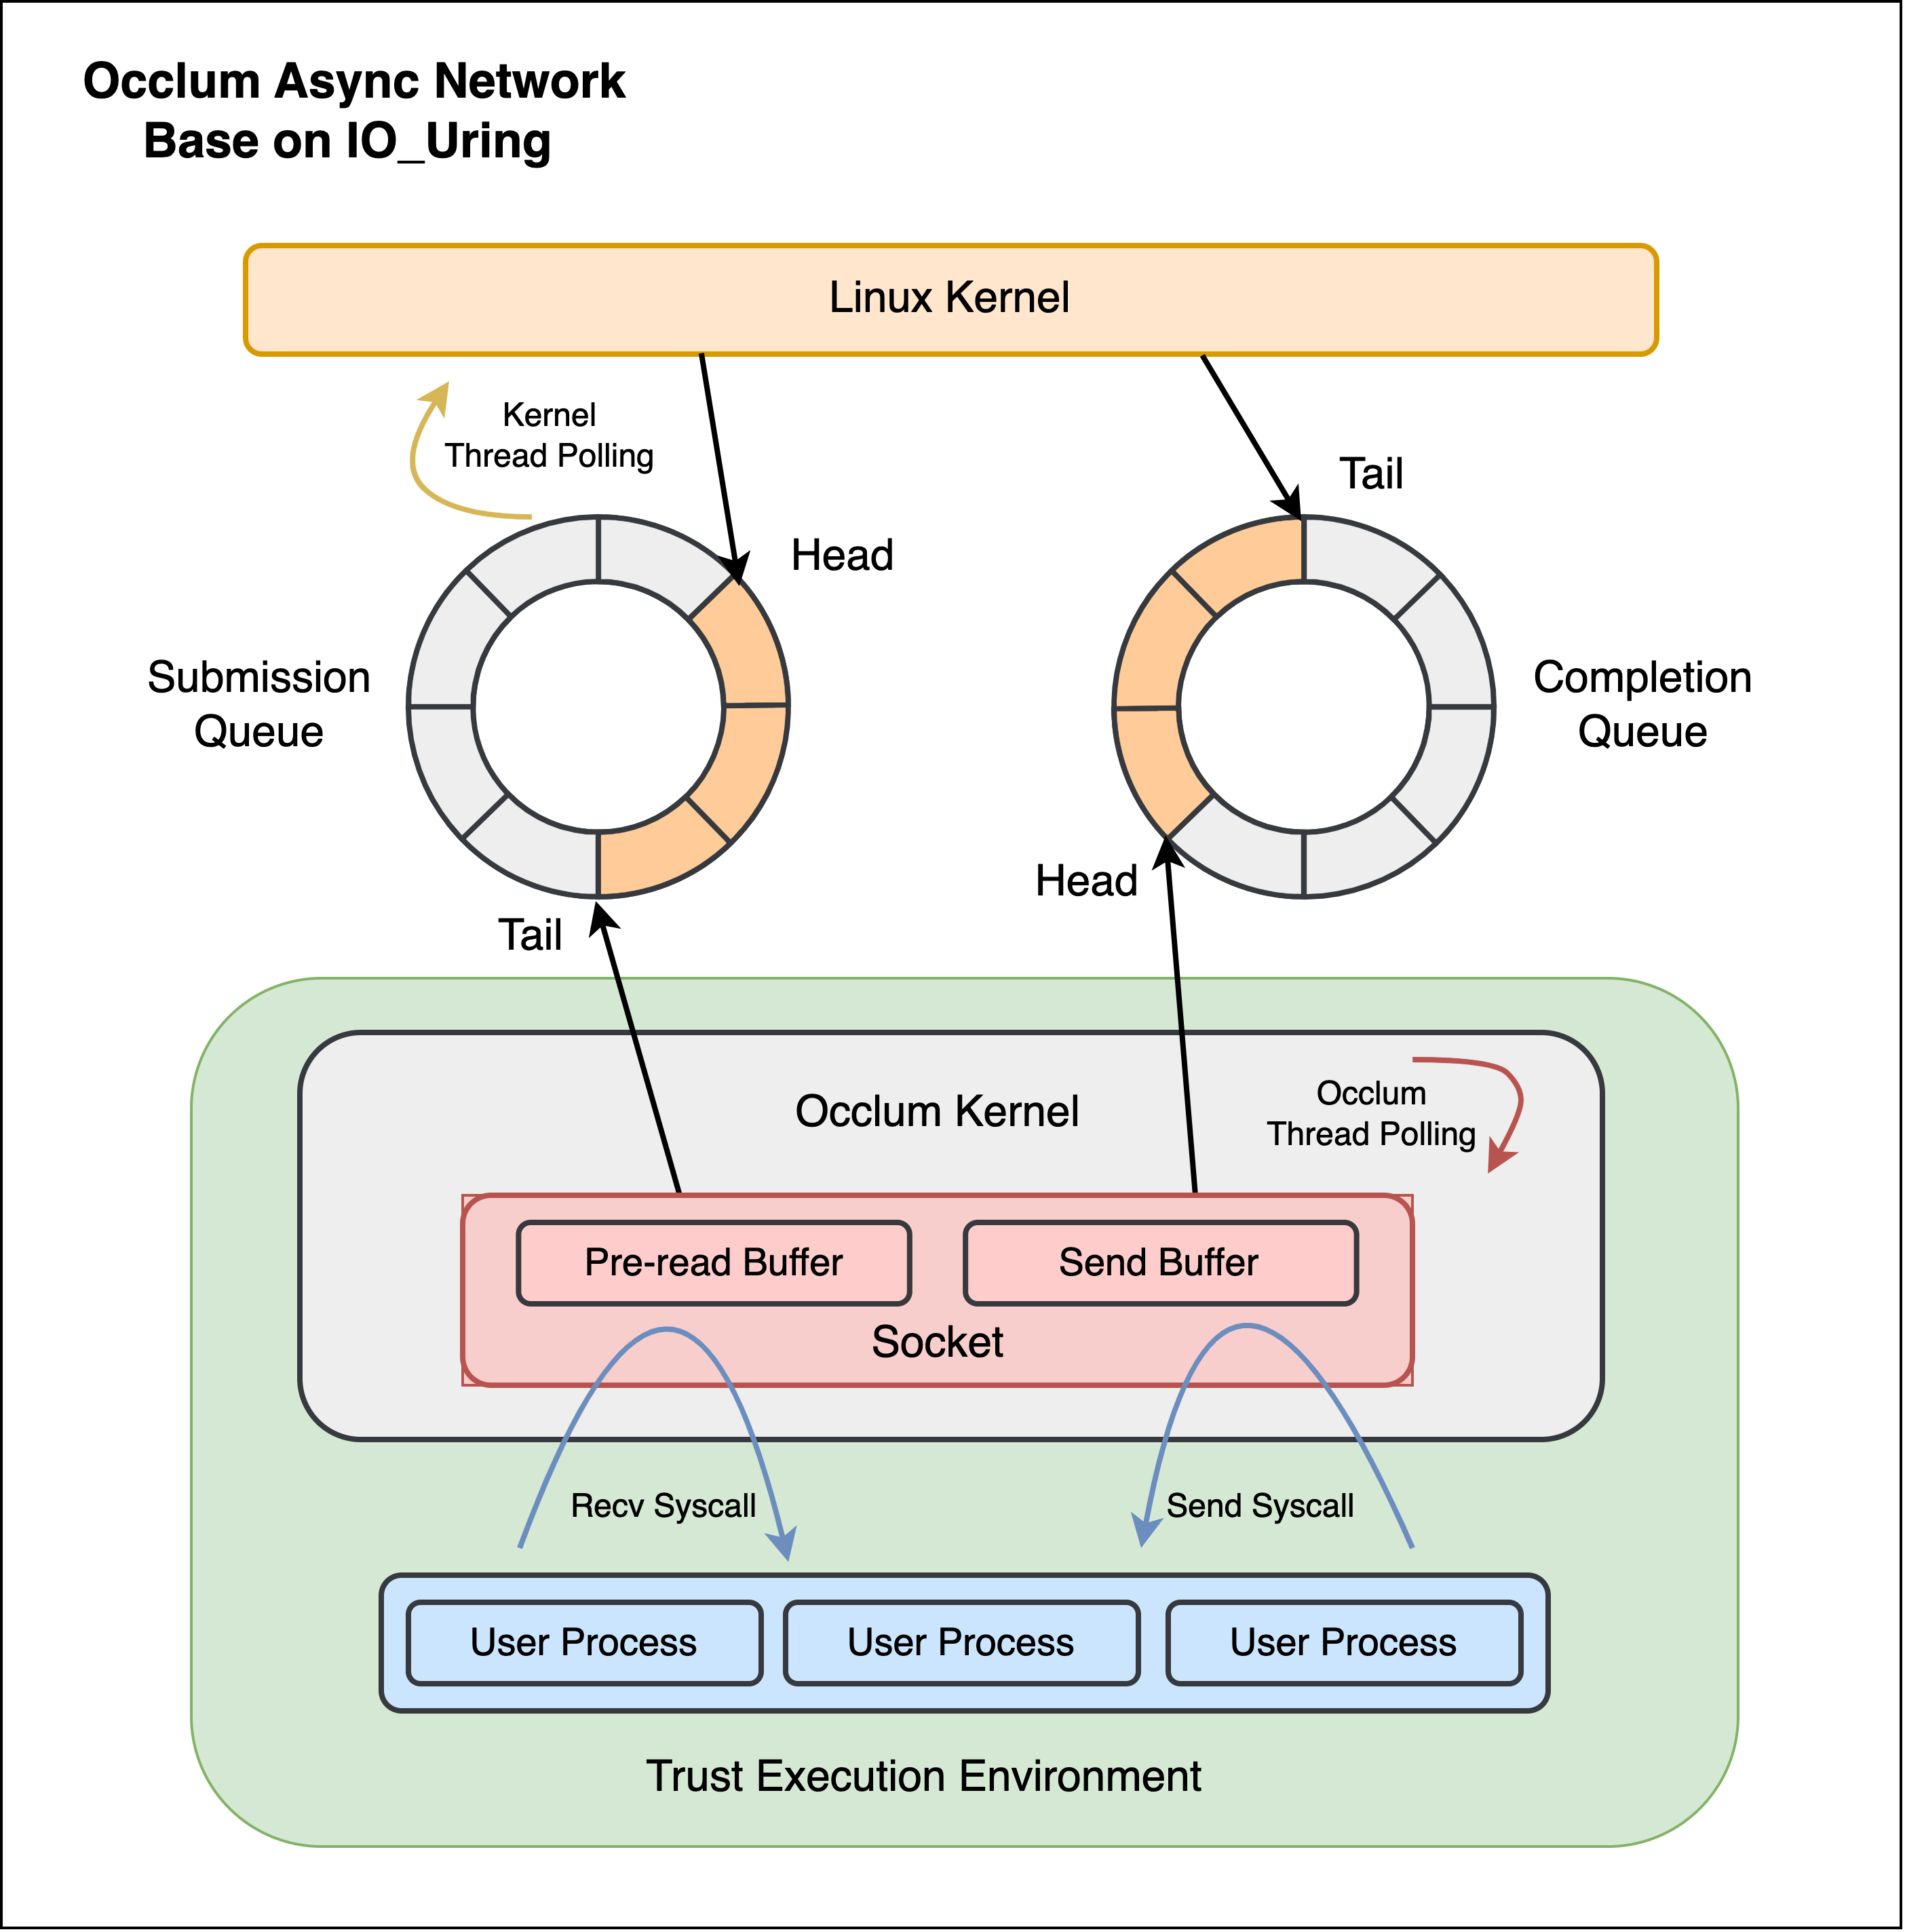 Occlum Async Network
Base on IO_Uring
Linux Kernel
Kernel
Thread Polling
Tail
Head
Submission
Queue
Completion
Queue
Head
Tail
Occlum Kernel
Occlum
Thread Polling
Pre-read Buffer
Send Buffer
Socket
Recv Syscall
Send Syscall
User Process
User Process
User Process
Trust Execution Environment